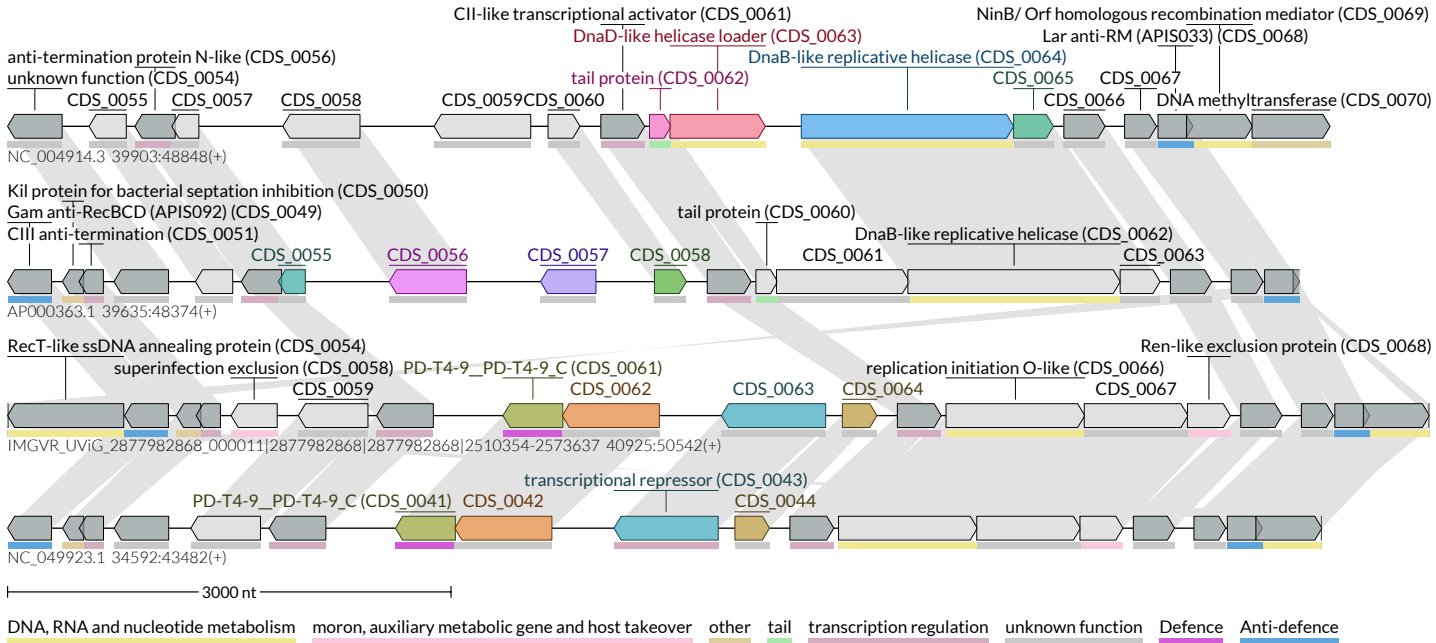 CII-like transcriptional activator (CDS_0061) NinB/ Orf homologous recombination mediator (CDS_0069)
DnaD-like helicase loader (CDS_0063) Lar anti-RM (APIS033) (CDS_0068)
anti-termination protein N-like (CDS_0056) DnaB-like replicative helicase (CDS_0064)
unknown function (CDS_0054) tail protein (CDS_0062) CDS_0065 CDS_0067
CDS_0055 CDS_0057 CDS_0058 CDS_0059 CDS_0060 CDS_0066 DNA methyltransferase (CDS_0070)
NC_004914.3 39903:48848(+)
Kil protein for bacterial septation inhibition (CDS_0050)
Gam anti-RecBCD (APIS092) (CDS_0049) tail protein (CDS_0060)
CIII anti-termination (CDS_0051) DnaB-like replicative helicase (CDS_0062)
CDS_0055 CDS_0056 CDS_0057 CDS_0058 CDS_0061 CDS_0063
AP000363.1 39635:48374(+)
RecT-like ssDNA annealing protein (CDS_0054) Ren-like exclusion protein (CDS_0068)
superinfection exclusion (CDS_0058) PD-T4-9__PD-T4-9_C (CDS_0061) replication initiation O-like (CDS_0066)
CDS_0059 CDS_0062 CDS_0063 CDS_0064 CDS_0067
IMGVR_UViG_2877982868_000011|2877982868|2877982868|2510354-2573637 40925:50542(+)
transcriptional repressor (CDS_0043)
PD-T4-9__PD-T4-9_C (CDS_0041) CDS_0042 CDS_0044
NC_049923.1 34592:43482(+)
3000 nt
DNA, RNA and nucleotide metabolism moron, auxiliary metabolic gene and host takeover other tail transcription regulation unknown function Defence Anti-defence